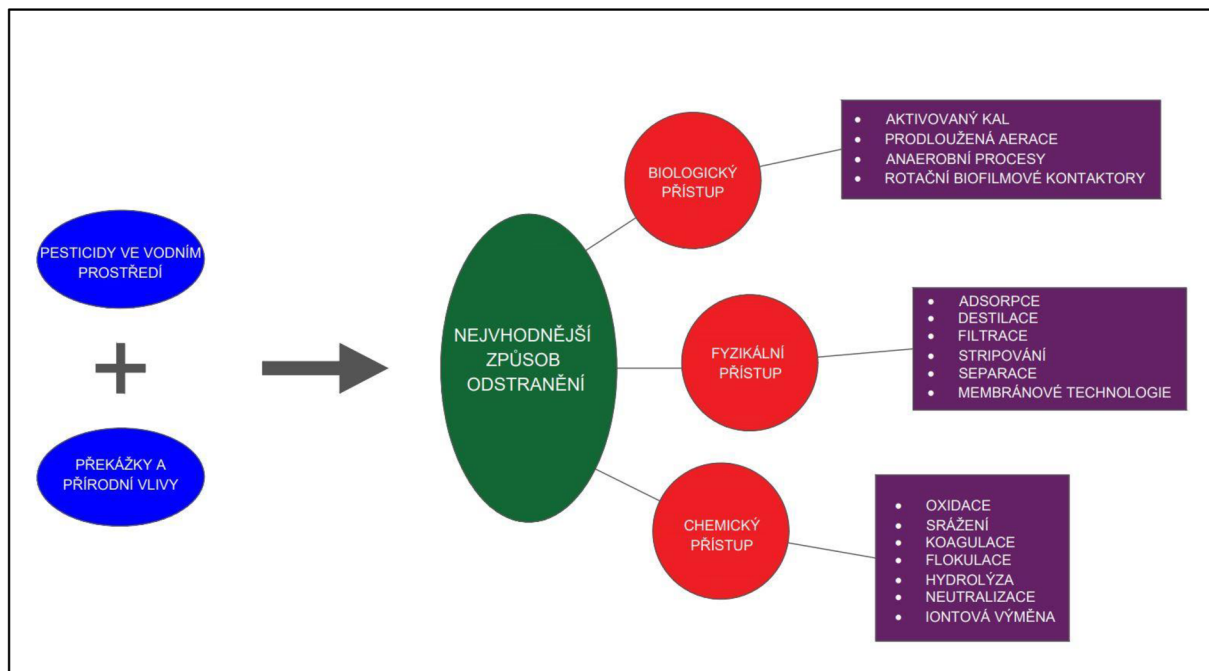 PESTICIDY VE VODNÍM
PROSTŘEDÍ
+
PŘEKÁŽKY A
PŘÍRODNÍ VLIVY
NEJVHODNĚJŠÍ
ZPŮSOB
ODSTRANĚNÍ
BIOLOGICKÝ
PŘÍSTUP
• AKTIVOVANÝ KAL
• PRODLOUŽENÁ AERACE
• ANAEROBNÍ PROCESY
• ROTAČNÍ BIOFILMOVÉ KONTAKTORY
FYZIKÁLNÍ
PŘÍSTUP
• ADSORPCE
• DESTILACE
• FILTRACE
• STRIPOVÁNÍ
• SEPARACE
• MEMBRÁNOVÉ TECHNOLOGIE
CHEMICKÝ
PŘÍSTUP
• OXIDACE
• SRÁŽENÍ
• KOAGULACE
• FLOKULACE
• HYDROLÝZA
• NEUTRALIZACE
• IONTOVÁ VÝMĚNA